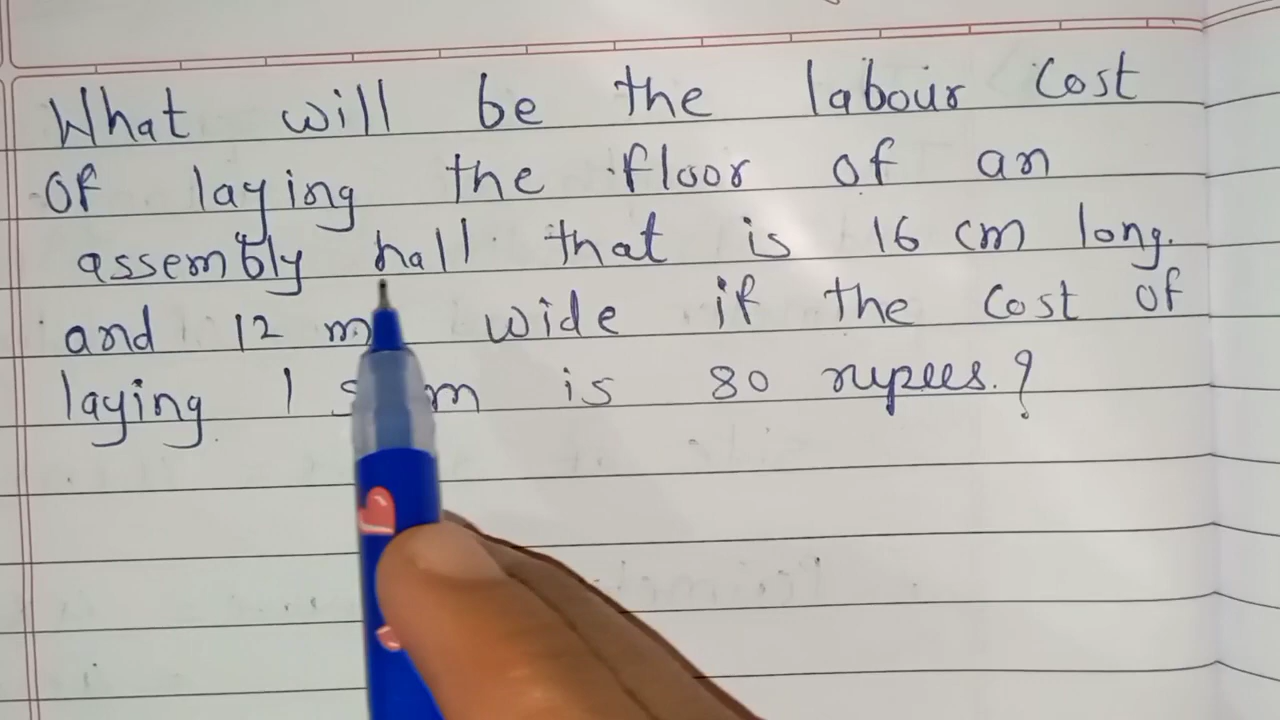 What will be the labour cost
of laying the floor of an
assembly hall that is 16 cm long.
and 12 m wide if the cost of
laying 1 m is 80 rupees.?